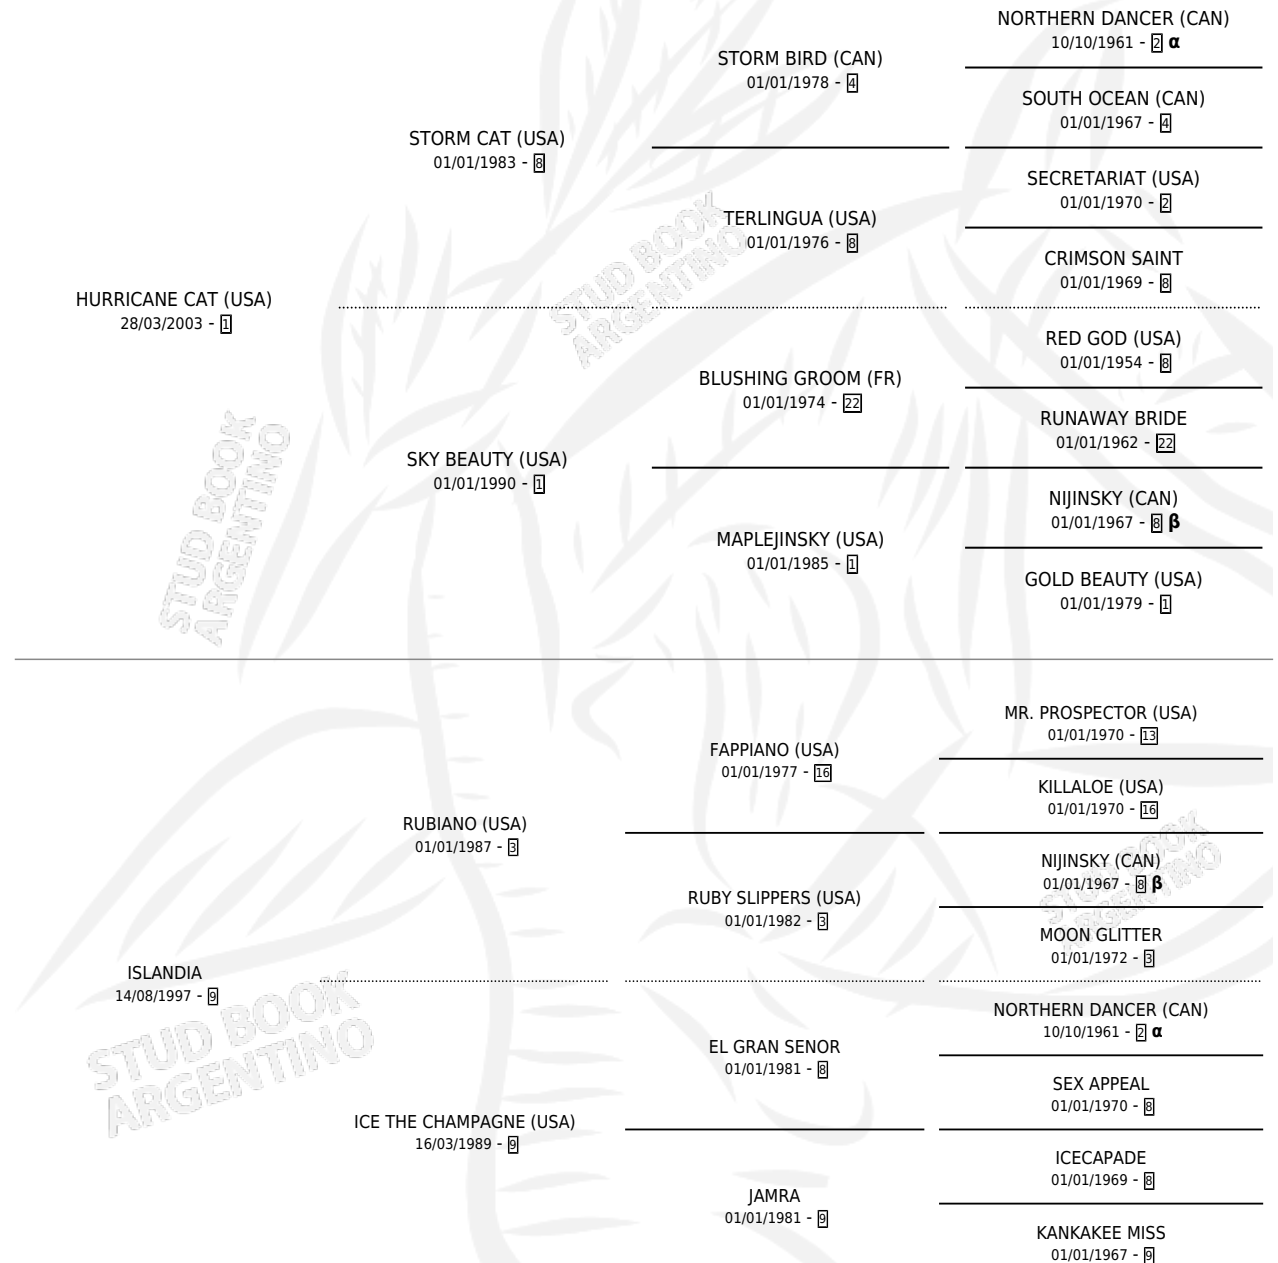 NORTHERN DANCER (CAN)
10/10/1961 - 2 α
STORM BIRD (CAN)
01/01/1978 - 4
SOUTH OCEAN (CAN)
01/01/1967 - 4
STORM CAT (USA)
01/01/1983 - 8
SECRETARIAT (USA)
01/01/1970 - 2
TERLINGUA (USA)
01/01/1976 - 8
CRIMSON SAINT
01/01/1969 - 8
HURRICANE CAT (USA)
28/03/2003 - 1
STUD BOOK
ARGENTINO
RED GOD (USA)
01/01/1954 - 8
BLUSHING GROOM (FR)
01/01/1974 - 22
RUNAWAY BRIDE
01/01/1962 - 22
SKY BEAUTY (USA)
01/01/1990 - 1
NIJINSKY (CAN)
01/01/1967 - 8 β
MAPLEJINSKY (USA)
01/01/1985 - 1
GOLD BEAUTY (USA)
01/01/1979 - 1
STUD BOOK
ARGENTINO
MR. PROSPECTOR (USA)
01/01/1970 - 13
FAPPIANO (USA)
01/01/1977 - 16
KILLALOE (USA)
01/01/1970 - 16
RUBIANO (USA)
01/01/1987 - 3
NIJINSKY (CAN)
01/01/1967 - 8 β
RUBY SLIPPERS (USA)
01/01/1982 - 3
MOON GLITTER
01/01/1972 - 3
STUD BOOK
ARGENTINO
ISLANDIA
14/08/1997 - 9
NORTHERN DANCER (CAN)
10/10/1961 - 2 α
EL GRAN SENOR
01/01/1981 - 8
SEX APPEAL
01/01/1970 - 8
STUD BOOK
ARGENTINO
ICE THE CHAMPAGNE (USA)
16/03/1989 - 9
ICECAPADE
01/01/1969 - 8
JAMRA
01/01/1981 - 9
KANKAKEE MISS
01/01/1967 - 9